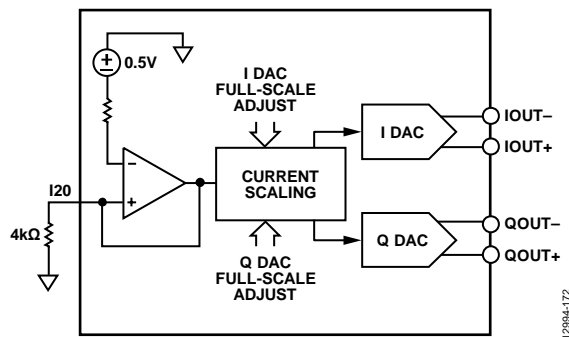 0.5V
I DAC
FULL-SCALE
ADJUST
I DAC
IOUT–
IOUT+
I20
–
+
CURRENT
SCALING
4kΩ
Q DAC
QOUT–
QOUT+
Q DAC
FULL-SCALE
ADJUST
12994-172